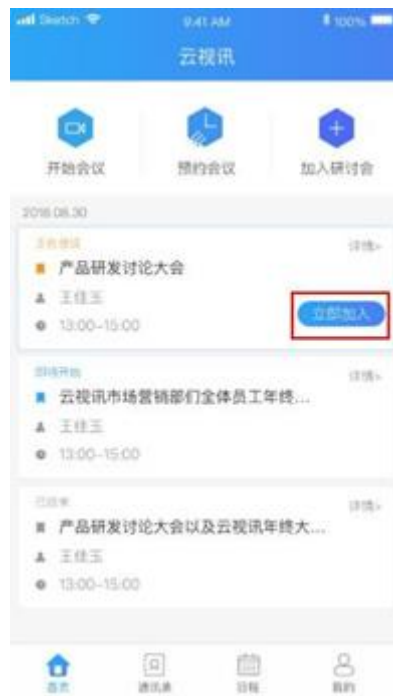 Sketch
9:41 AM
100%
云视讯
开始会议
预约会议
加入研讨会
2018.08.30
详情>
产品研发讨论大会
王佳玉
13:00-15:00
立即加入
即将开始
详情>
云视讯市场营销部们全体员工年终...
王佳玉
13:00-15:00
已结束
详情>
产品研发讨论大会以及云视讯年终大...
王佳玉
13:00-15:00
首页
通讯录
日程
我的